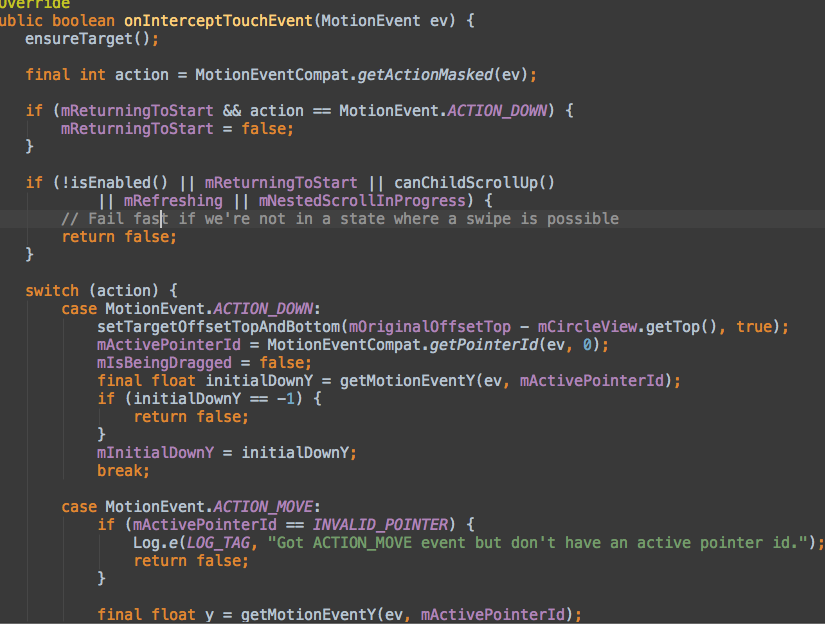 Override
ublic boolean onInterceptTouchEvent(MotionEvent ev) {
ensureTarget();
final int action = MotionEventCompat.getActionMasked(ev);
if (mReturningToStart && action == MotionEvent.ACTION_DOWN) {
mReturningToStart = false;
}
if (!isEnabled() || mReturningToStart || canChildScrollUp()
|| mRefreshing || mNestedScrollInProgress) {
// Fail fast if we're not in a state where a swipe is possible
return false;
}
switch (action) {
case MotionEvent.ACTION_DOWN:
setTargetOffsetTopAndBottom(mOriginalOffsetTop - mCircleView.getTop(), true);
mActivePointerId = MotionEventCompat.getPointerId(ev, 0);
mIsBeingDragged = false;
final float initialDownY = getMotionEventY(ev, mActivePointerId);
if (initialDownY == -1) {
return false;
}
mInitialDownY = initialDownY;
break;
case MotionEvent.ACTION_MOVE:
if (mActivePointerId == INVALID_POINTER) {
Log.e(LOG_TAG, "Got ACTION_MOVE event but don't have an active pointer id.");
return false;
}
final float y = getMotionEventY(ev, mActivePointerId);